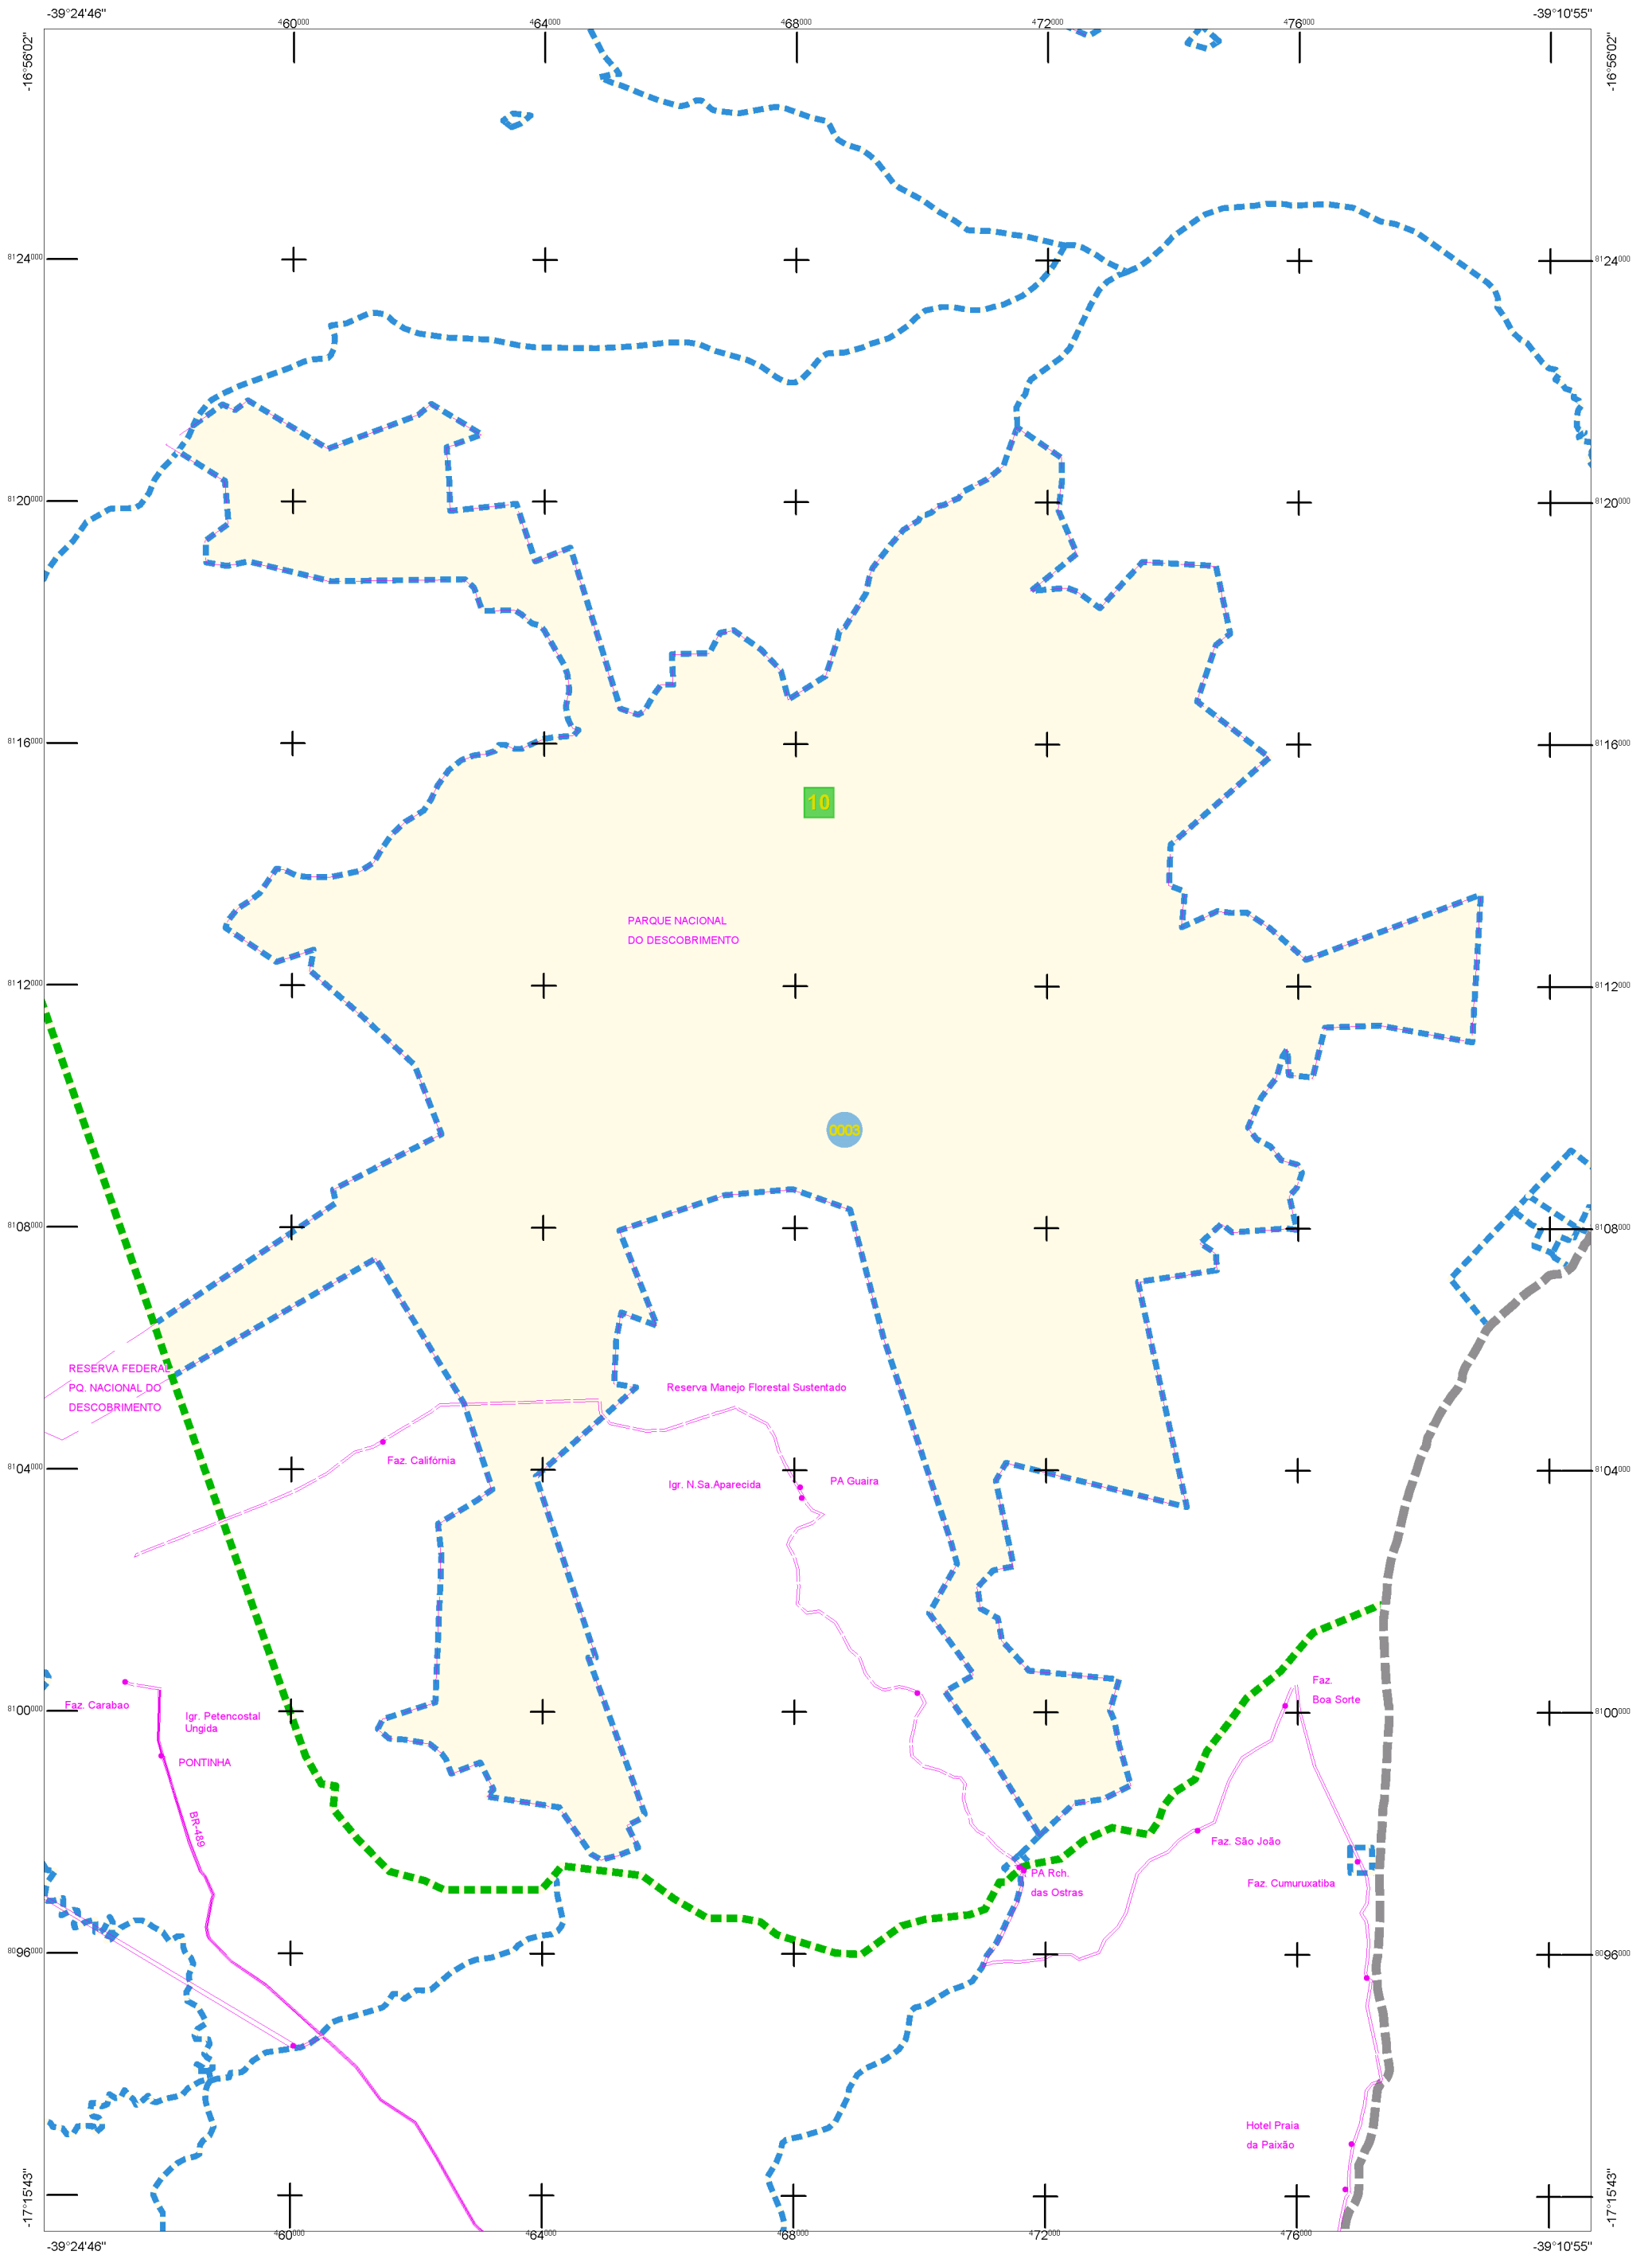 -39°24'46"
460000
464000
468000
472000
476000
-39°10'55"
-16°56'02"
-16°56'02"
8124000
8124000
8120000
8120000
8116000
8116000
10
PARQUE NACIONAL
DO DESCOBRIMENTO
8112000
8112000
0003
8108000
8108000
RESERVA FEDERAL
PQ. NACIONAL DO
DESCOBRIMENTO
Reserva Manejo Florestal Sustentado
Faz. Califórnia
8104000
8104000
Igr. N.Sa.Aparecida
PA Guaira
Faz. Carabao
Igr. Petencostal
Ungida
PONTINHA
BR-489
8100000
8100000
Faz.
Boa Sorte
Faz. São João
PA Rch.
das Ostras
Faz. Cumuruxatiba
8096000
8096000
Hotel Praia
da Paixão
-17°15'43"
-17°15'43"
-39°24'46"
460000
464000
468000
472000
476000
-39°10'55"